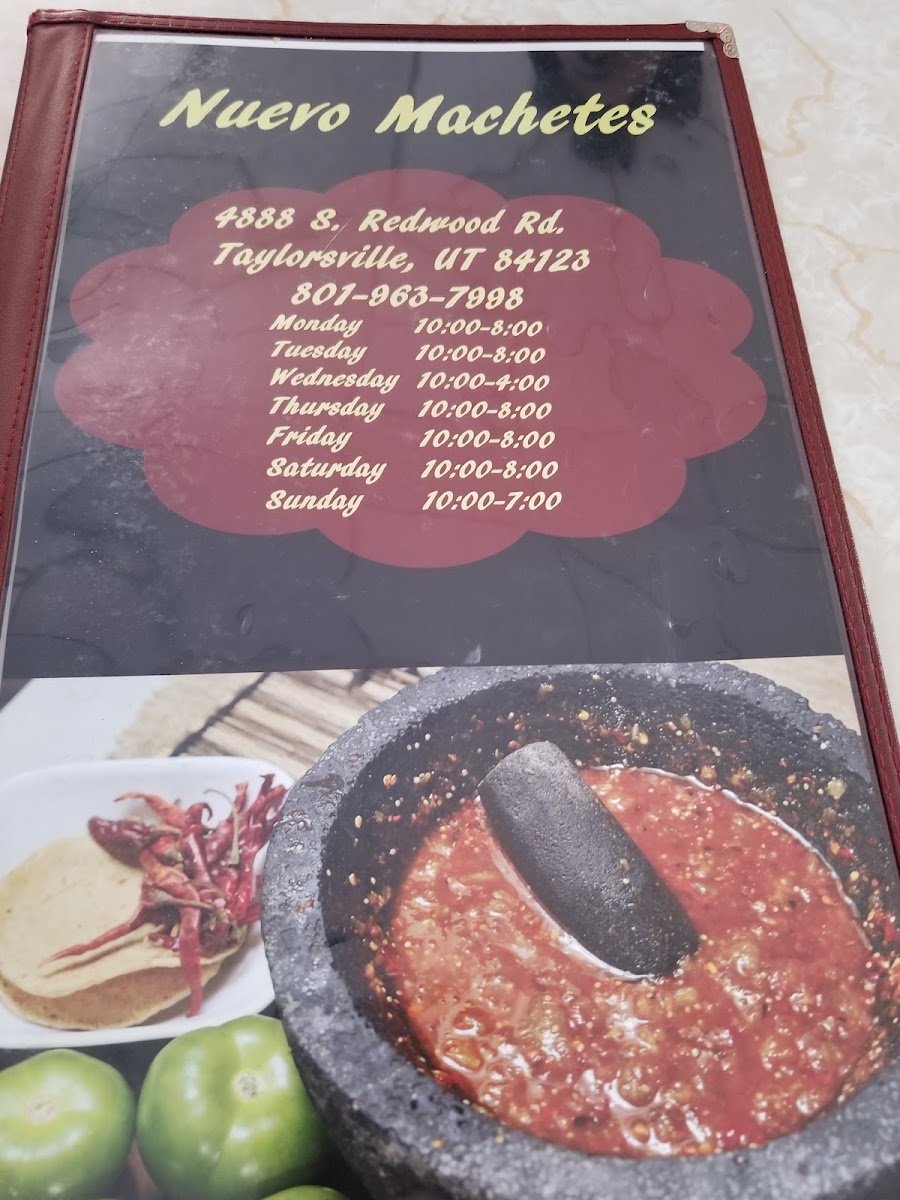 Nuevo Machetes
4888 S. Redwood Rd.
Taylorsville, UT 84123
801-963-7998
Monday 10:00-8:00
Tuesday 10:00-8:00
Wednesday 10:00-4:00
Thursday 10:00-8:00
Friday 10:00-8:00
Saturday 10:00-8:00
Sunday 10:00-7:00